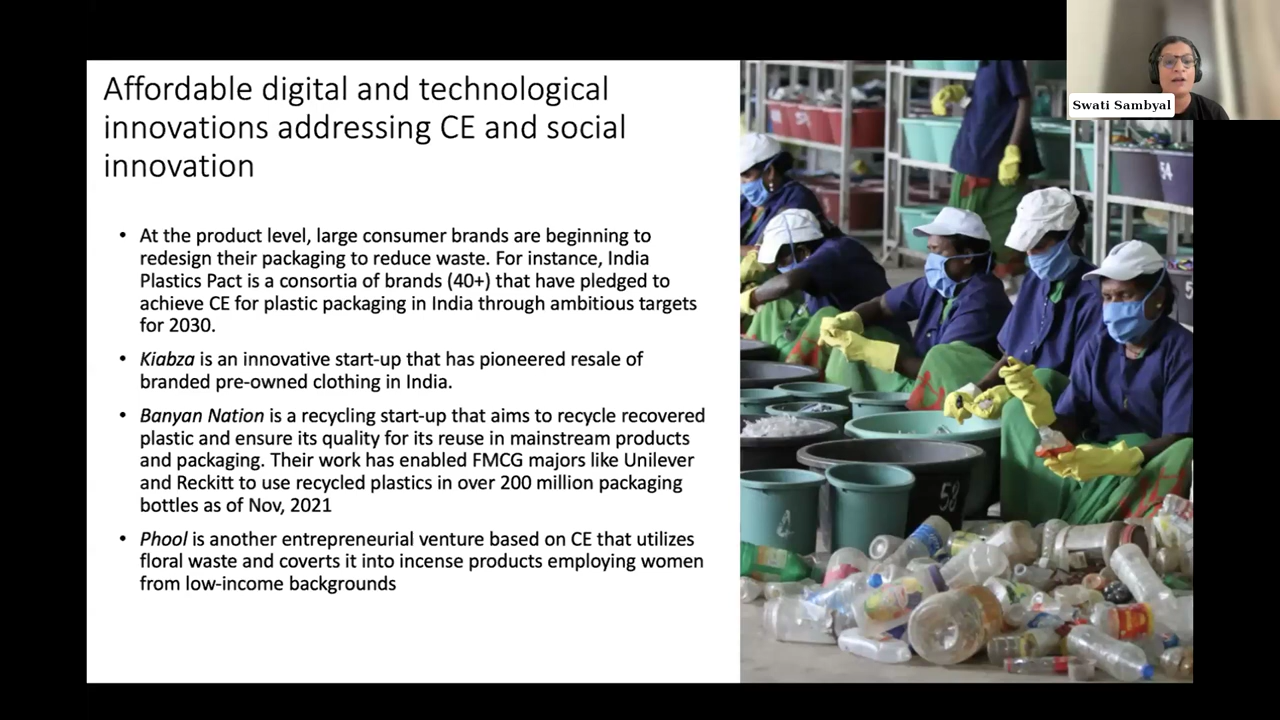 Affordable digital and technological
innovations addressing CE and social
innovation
• At the product level, large consumer brands are beginning to
redesign their packaging to reduce waste. For instance, India
Plastics Pact is a consortia of brands (40+) that have pledged to
achieve CE for plastic packaging in India through ambitious targets
for 2030.
• Kiabza is an innovative start-up that has pioneered resale of
branded pre-owned clothing in India.
• Banyan Nation is a recycling start-up that aims to recycle recovered
plastic and ensure its quality for its reuse in mainstream products
and packaging. Their work has enabled FMCG majors like Unilever
and Reckitt to use recycled plastics in over 200 million packaging
bottles as of Nov, 2021
• Phool is another entrepreneurial venture based on CE that utilizes
floral waste and coverts it into incense products employing women
from low-income backgrounds
Swati Sambyal
54
58
4